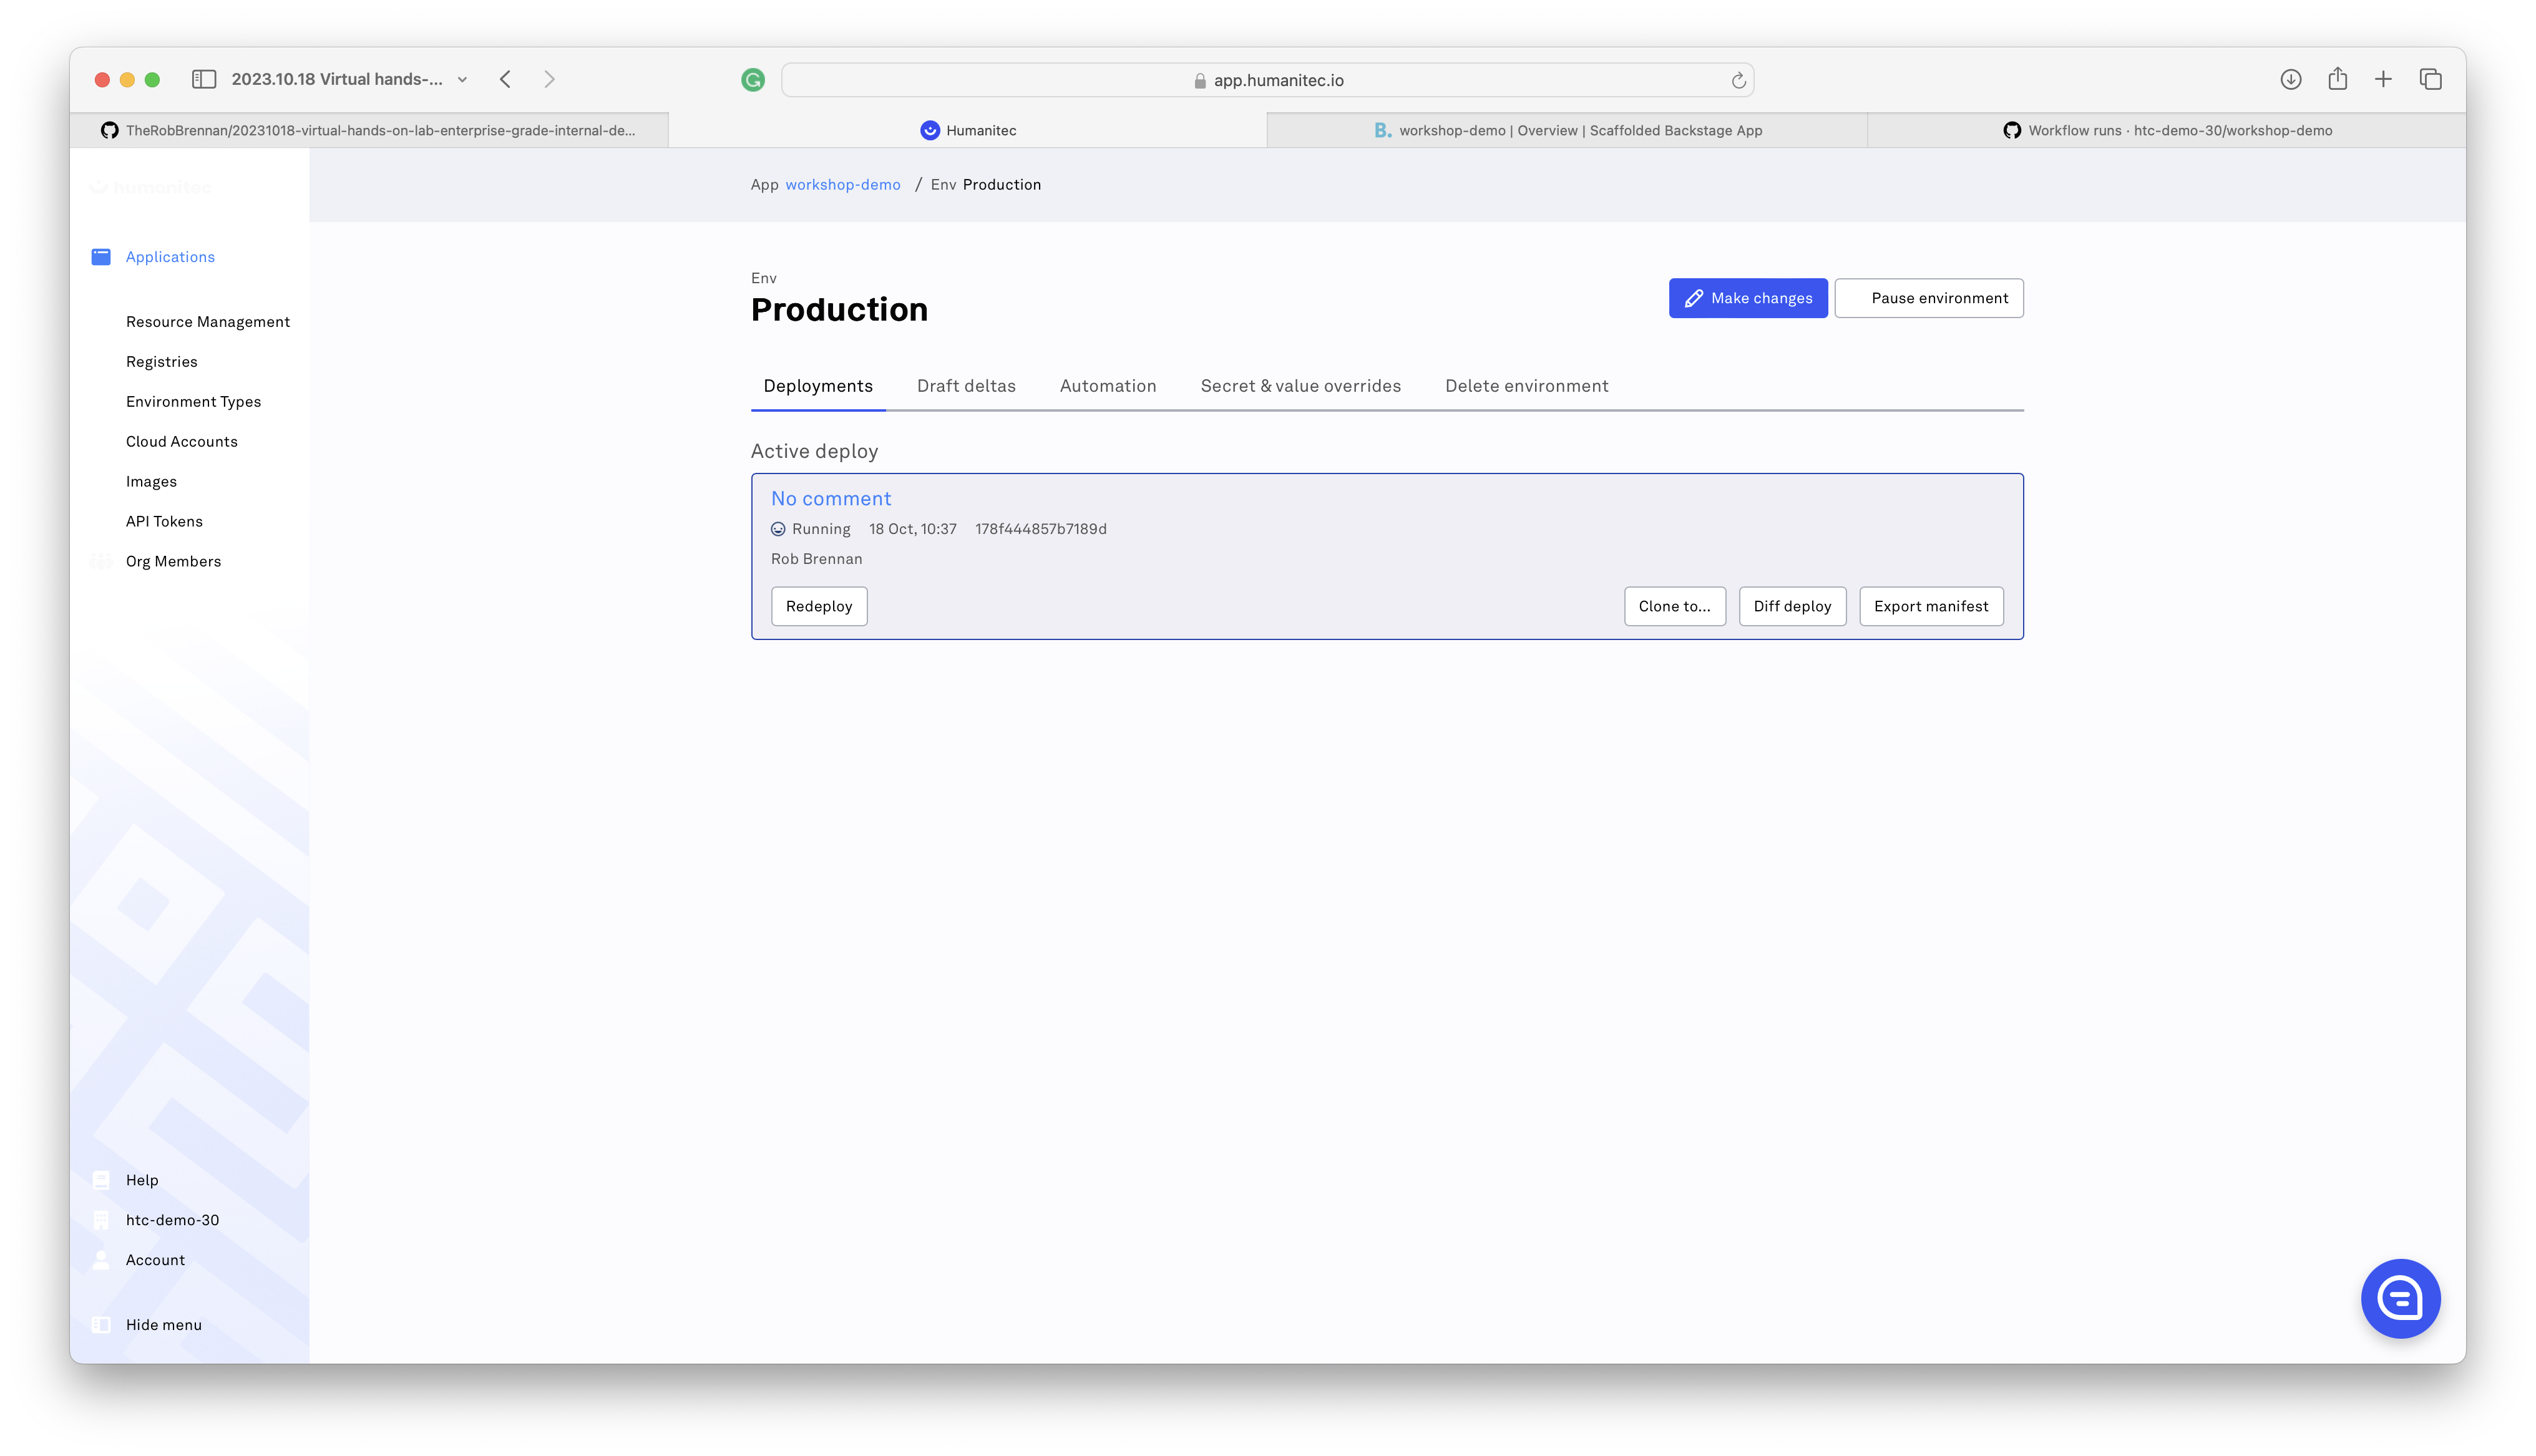 2023.10.18 Virtual hands-...
app.humanitec.io
TheRobBrennan/20231018-virtual-hands-on-lab-enterprise-grade-internal-de...
Humanitec
B. workshop-demo | Overview | Scaffolded Backstage App
Workflow runs · htc-demo-30/workshop-demo
humanitec
App workshop-demo / Env Production
Applications
Resource Management
Registries
Environment Types
Cloud Accounts
Images
API Tokens
Org Members
Help
htc-demo-30
Account
Hide menu
Env
Production
Make changes
Pause environment
Deployments
Draft deltas
Automation
Secret & value overrides
Delete environment
Active deploy
No comment
Running 18 Oct, 10:37 178f444857b7189d
Rob Brennan
Redeploy
Clone to...
Diff deploy
Export manifest